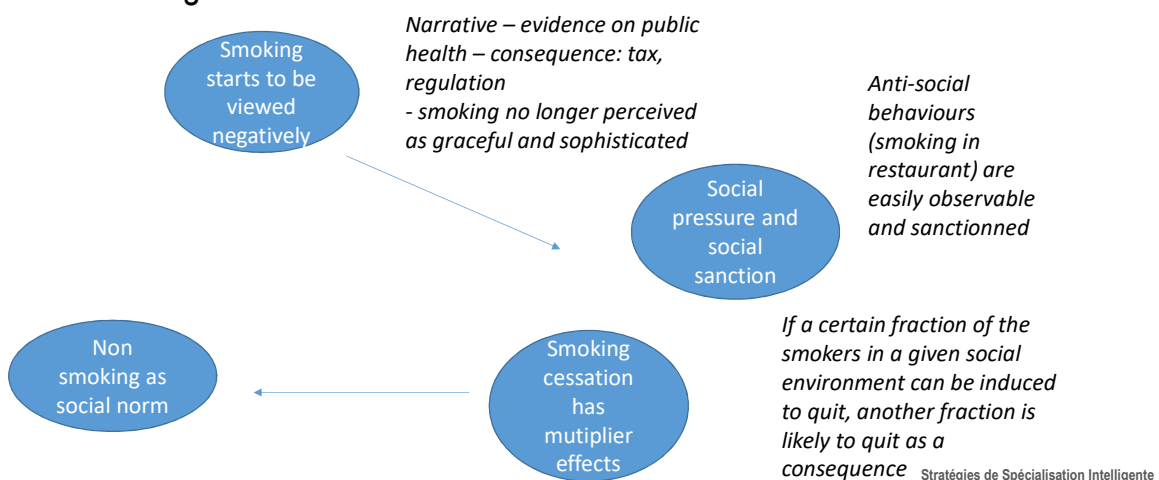 Smoking
starts to be
viewed
negatively
Narrative – evidence on public
health – consequence: tax,
regulation
- smoking no longer perceived
as graceful and sophisticated
Anti-social
behaviours
(smoking in
restaurant) are
easily observable
and sanctionned
Social
pressure and
social
sanction
Non
smoking as
social norm
Smoking
cessation
has
mutiplier
effects
If a certain fraction of the
smokers in a given social
environment can be induced
to quit, another fraction is
likely to quit as a
consequence
Stratégies de Spécialisation Intelligente